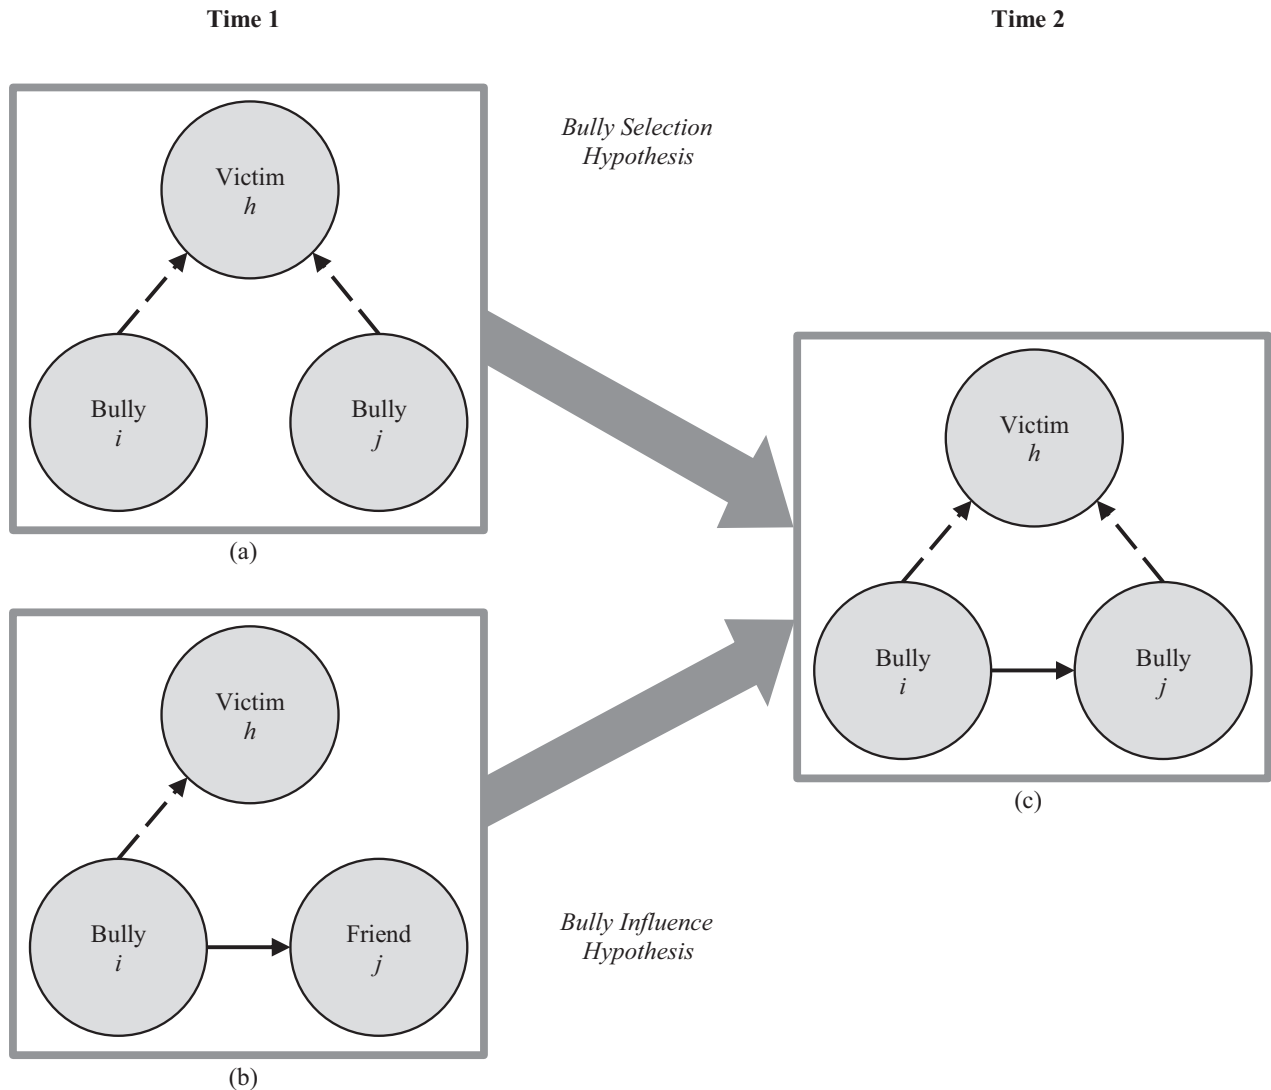 Time 1
Time 2
Bully Selection
Hypothesis
Victim
h
Bully
i
Bully
j
(a)
Victim
h
Bully
i
Bully
j
(c)
Victim
h
Bully
i
Friend
j
(b)
Bully Influence
Hypothesis